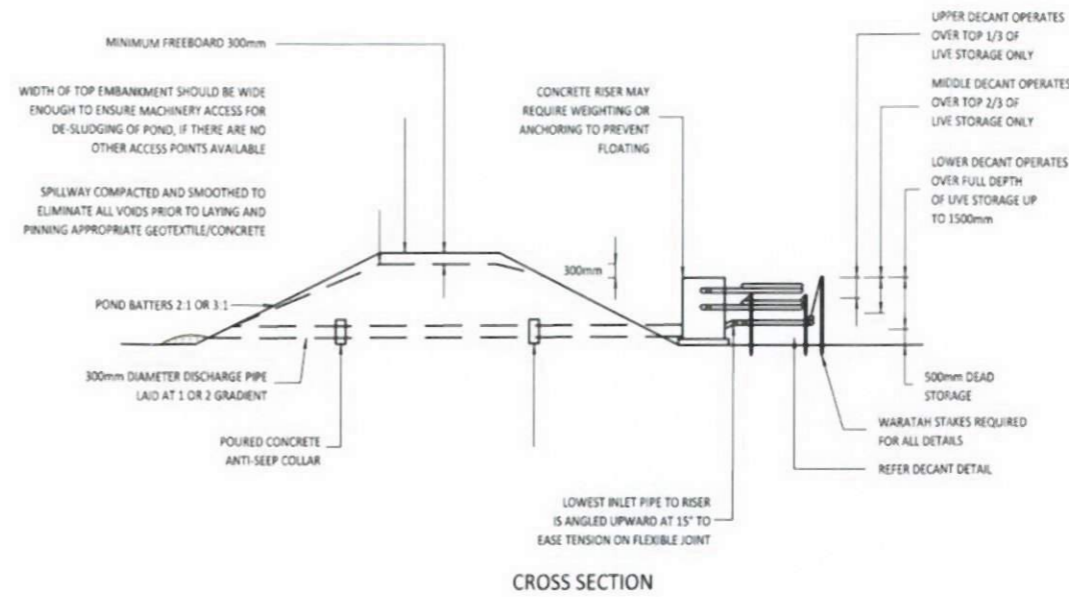 MINIMUM FREEBOARD 300mm
WIDTH OF TOP EMBANKMENT SHOULD BE WIDE
ENOUGH TO ENSURE MACHINERY ACCESS FOR
DE-SLUDGING OF POND, IF THERE ARE NO
OTHER ACCESS POINTS AVAILABLE
SPILLWAY COMPACTED AND SMOOTHED TO
ELIMINATE ALL VOIDS PRIOR TO LAYING AND
PINNING APPROPRIATE GEOTEXTILE/CONCRETE
POND BATTERS 2:1 OR 3:1
300mm DIAMETER DISCHARGE PIPE
LAID AT 1 OR 2 GRADIENT
POURED CONCRETE
ANTI-SEEP COLLAR
CONCRETE RISER MAY
REQUIRE WEIGHTING OR
ANCHORING TO PREVENT
FLOATING
300mm
LOWEST INLET PIPE TO RISER
IS ANGLED UPWARD AT 15° TO
EASE TENSION ON FLEXIBLE JOINT
UPPER DECANT OPERATES
OVER TOP 1/3 OF
LIVE STORAGE ONLY
MIDDLE DECANT OPERATES
OVER TOP 2/3 OF
LIVE STORAGE ONLY
LOWER DECANT OPERATES
OVER FULL DEPTH
OF LIVE STORAGE UP
TO 1500mm
500mm DEAD
STORAGE
WARATAH STAKES REQUIRED
FOR ALL DETAILS
REFER DECANT DETAIL
CROSS SECTION